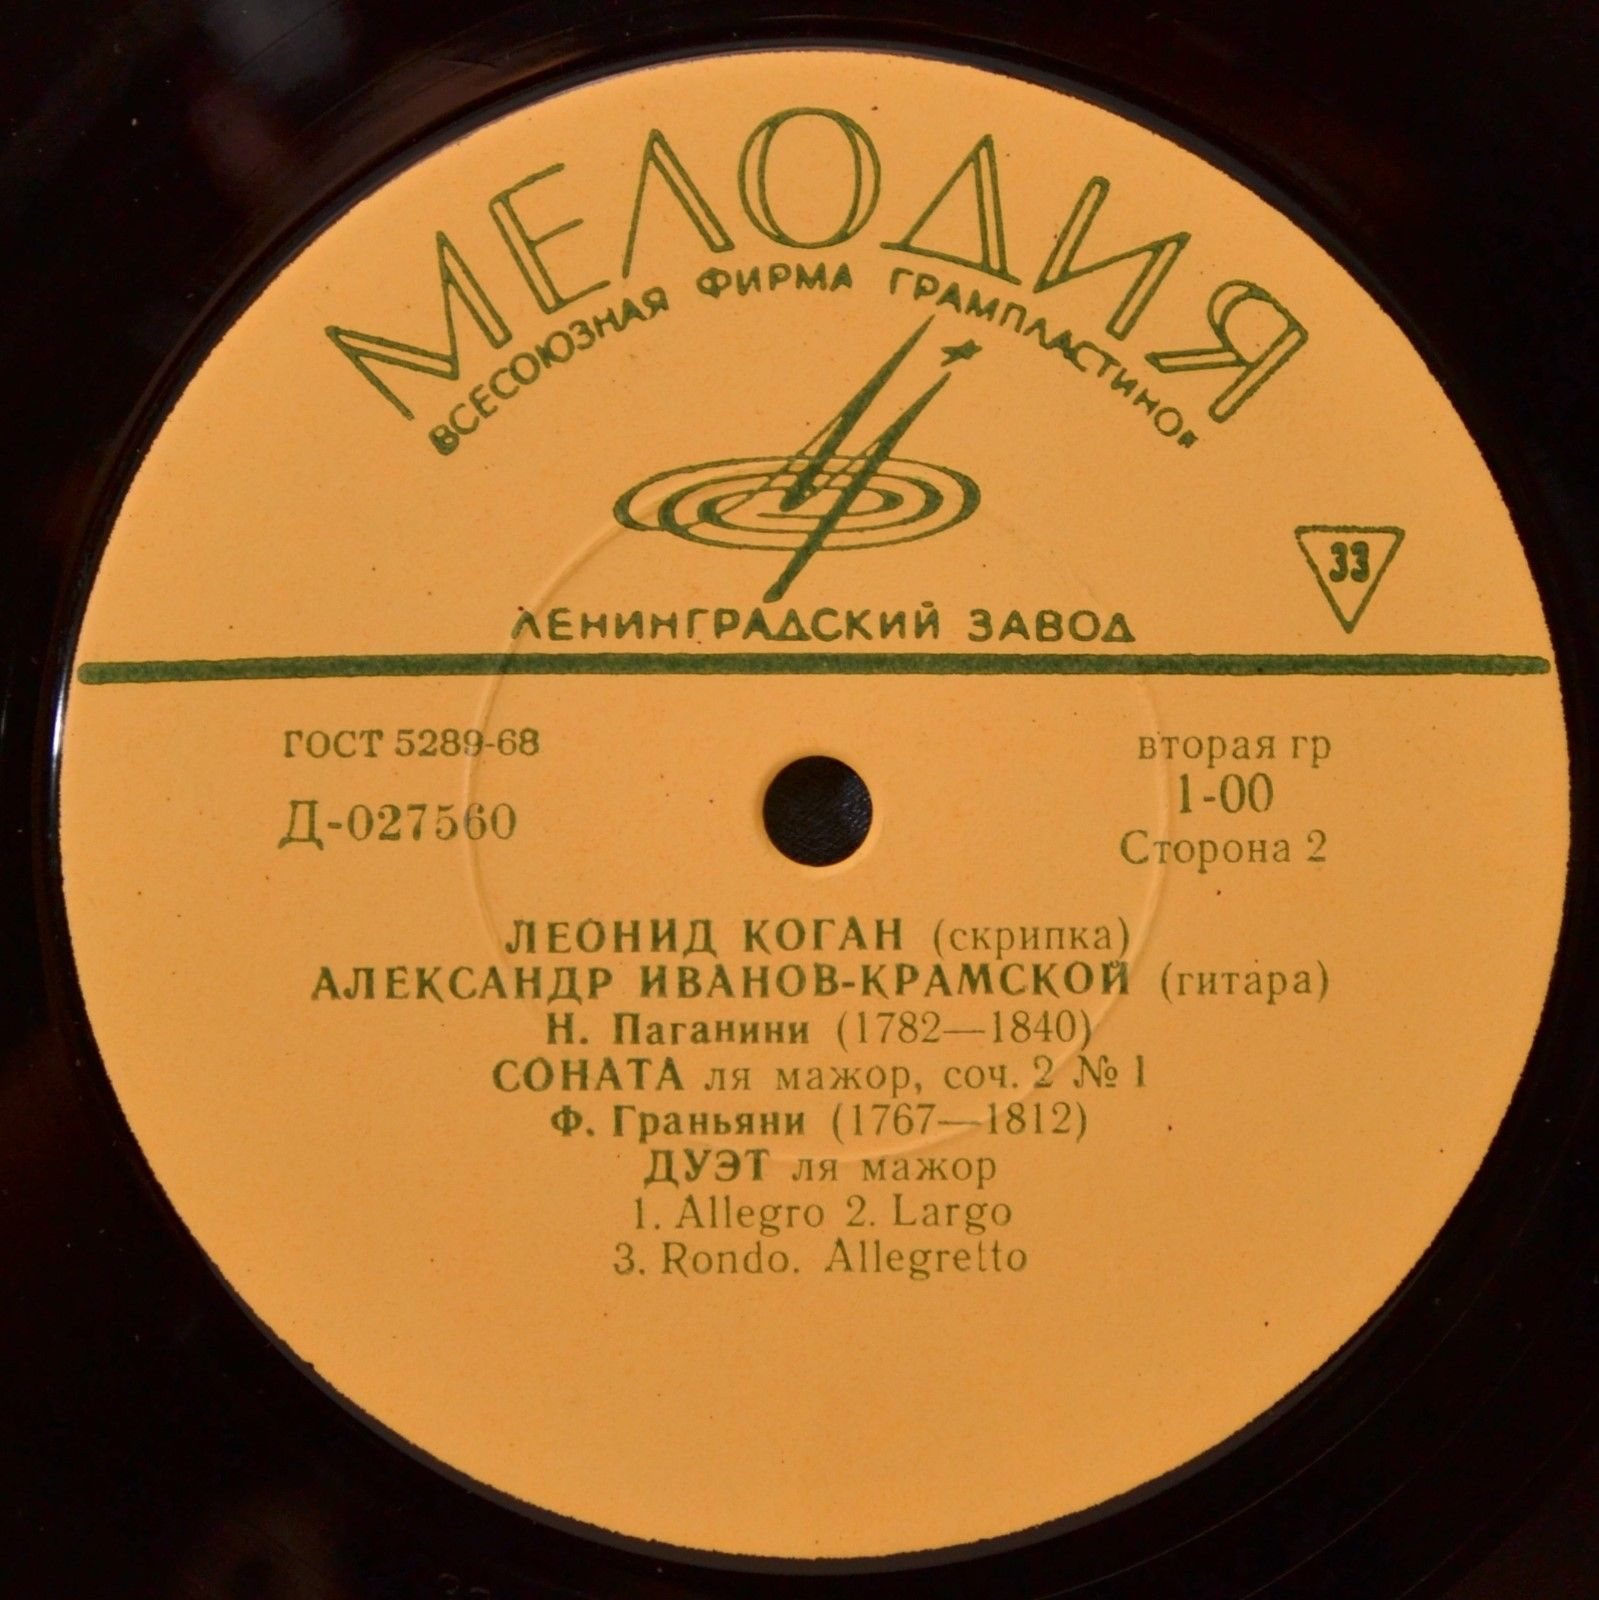 МЕЛОДИЯ
ВСЕСОЮЗНАЯ ФИРМА ГРАМПЛАСТИНОК
33
ЛЕНИНГРАДСКИЙ ЗАВОД
ГОСТ 5289-68
вторая гр
Д-027560
1-00
Сторона 2
ЛЕОНИД КОГАН (скрипка)
АЛЕКСАНДР ИВАНОВ-КРАМСКОЙ (гитара)
Н. Паганини (1782—1840)
СОНАТА ля мажор, соч. 2 № 1
Ф. Граньяни (1767—1812)
ДУЭТ ля мажор
1. Allegro 2. Largo
3. Rondo. Allegretto